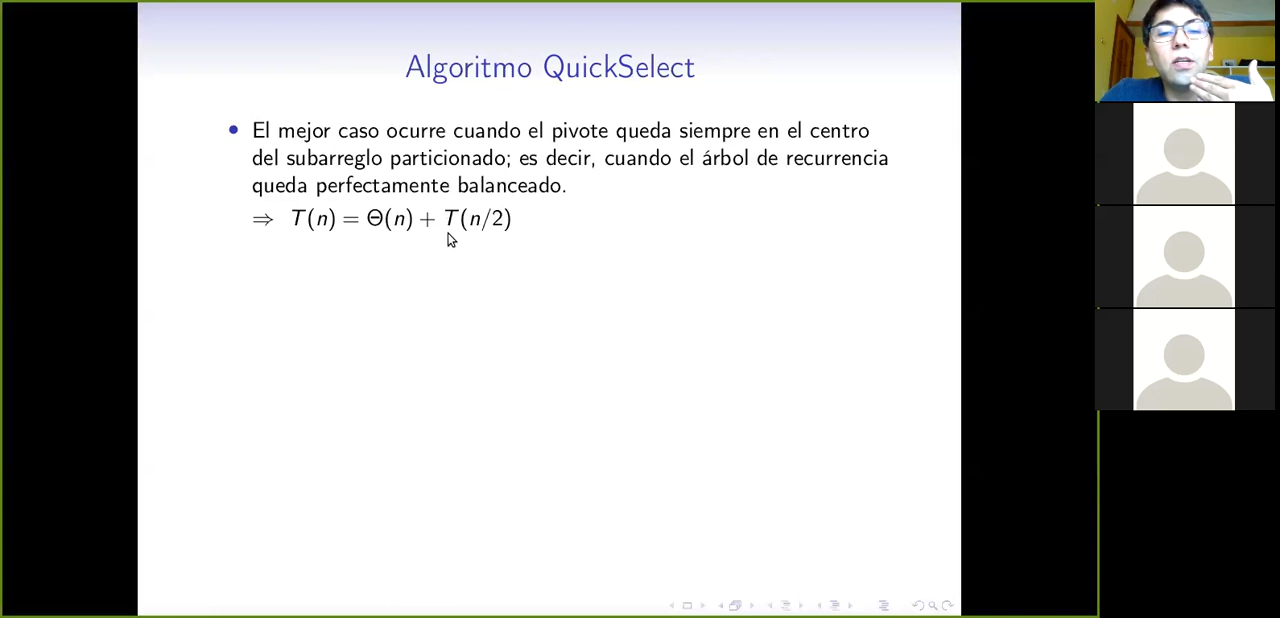 Algoritmo QuickSelect
• El mejor caso ocurre cuando el pivote queda siempre en el centro
del subarreglo particionado; es decir, cuando el árbol de recurrencia
queda perfectamente balanceado.
⇒ T(n) = Θ(n) + T(n/2)